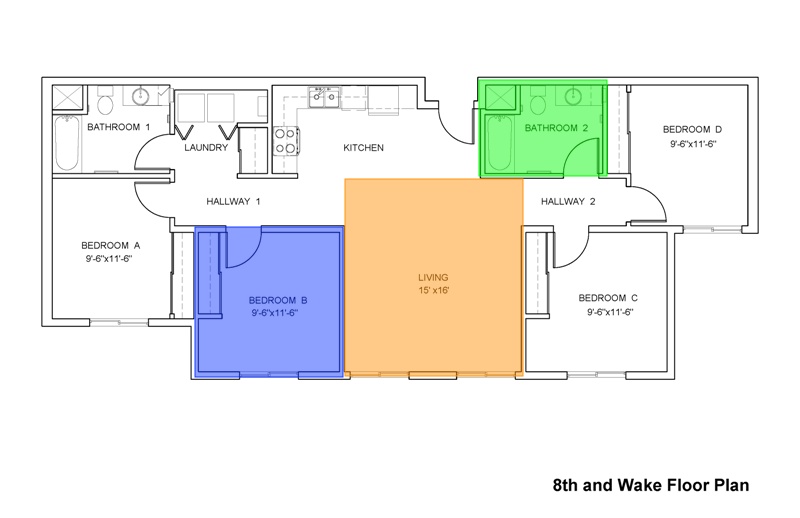 BATHROOM 1
LAUNDRY
KITCHEN
BATHROOM 2
BEDROOM D
9'-6"x11'-6"
HALLWAY 1
HALLWAY 2
BEDROOM A
9'-6"x11'-6"
BEDROOM B
9'-6"x11'-6"
LIVING
15' x16'
BEDROOM C
9'-6"x11'-6"
8th and Wake Floor Plan